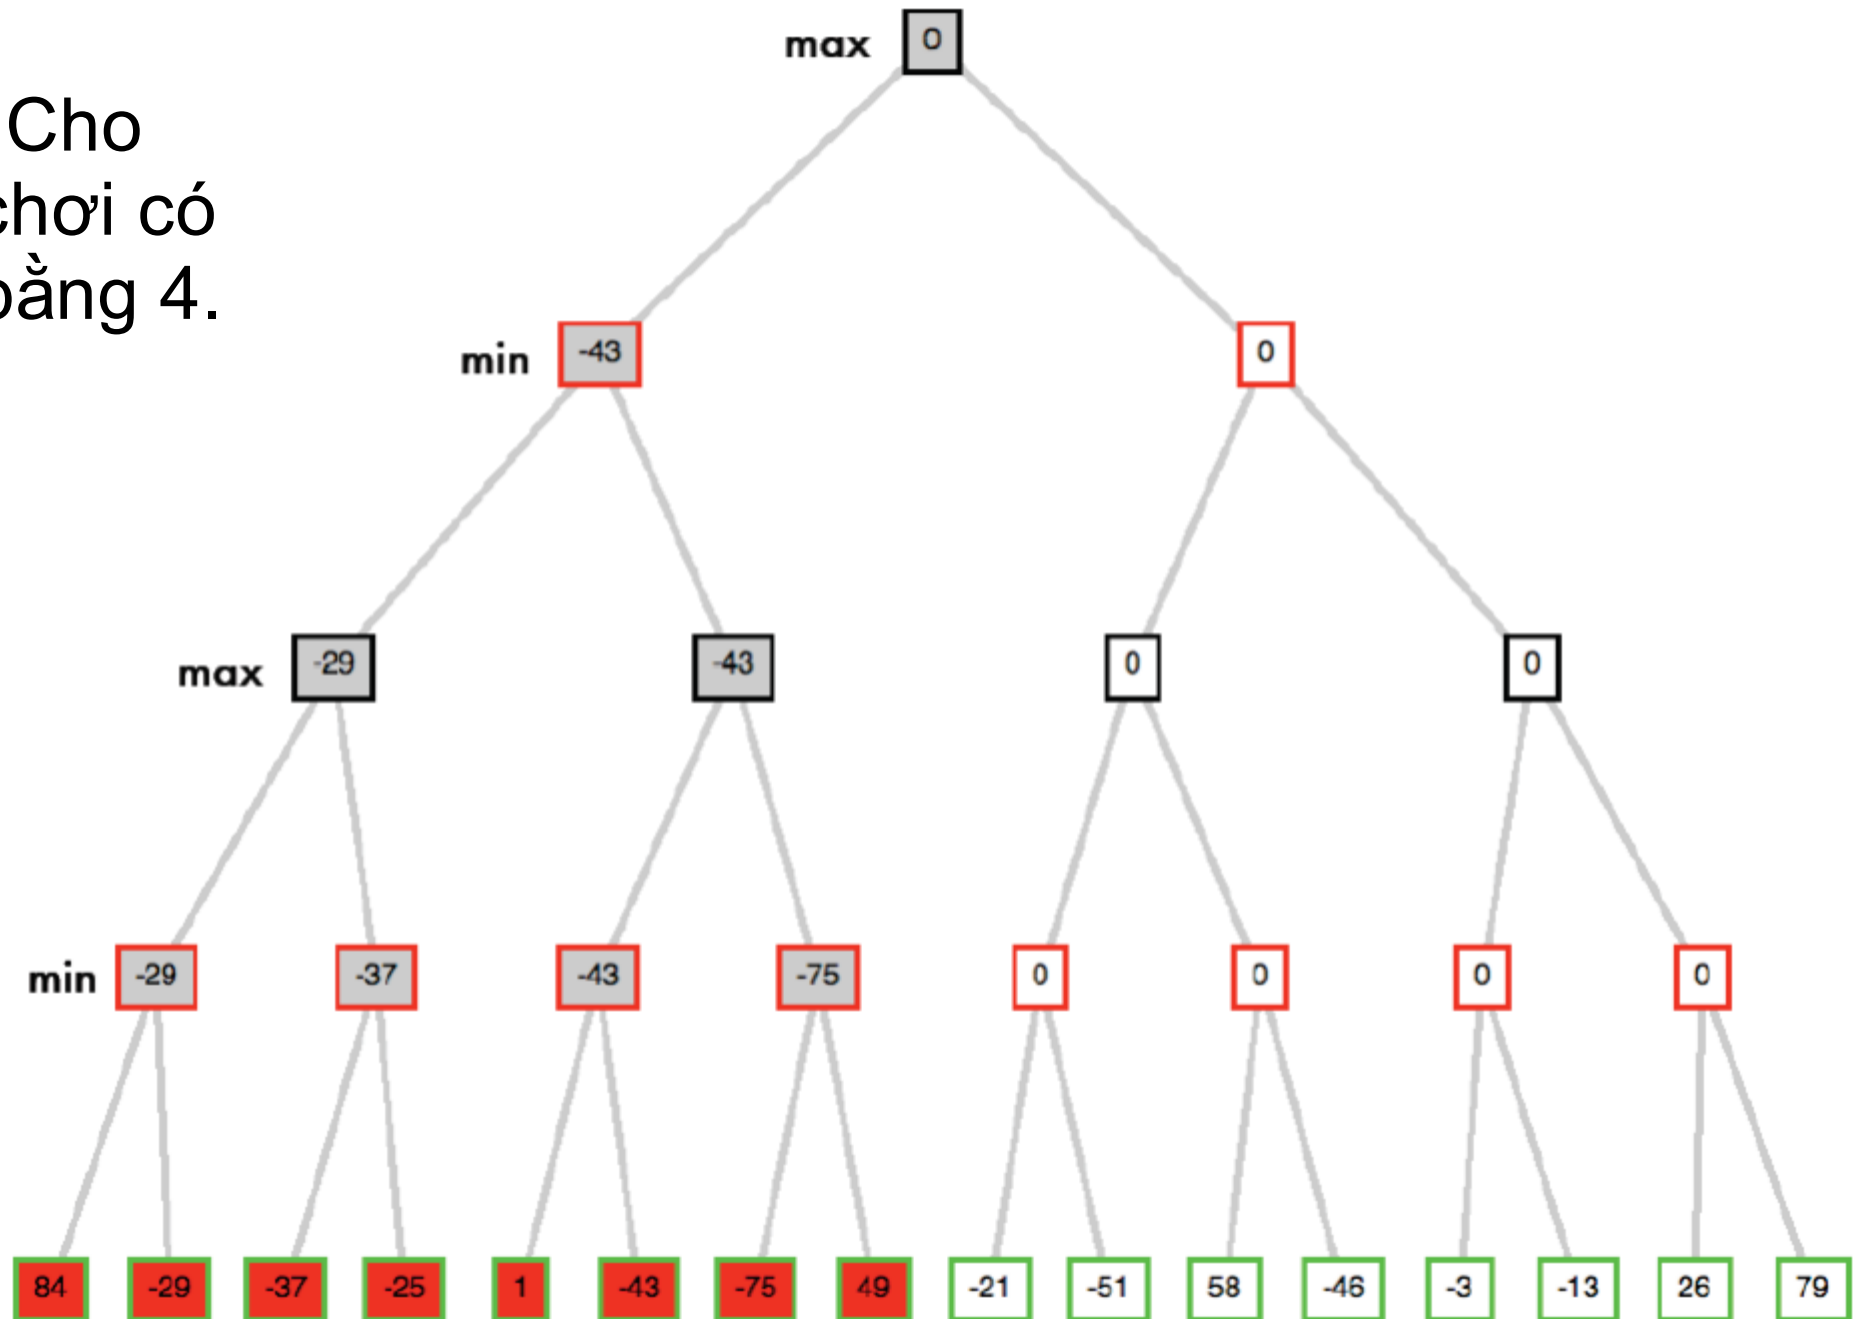 max 0
Cho
chơi có
bằng 4.
min -43 0
max -29 -43 0 0
min -29 -37 -43 -75 0 0 0 0
84 -29 -37 -25 1 -43 -75 49 -21 -51 58 -46 -3 -13 26 79